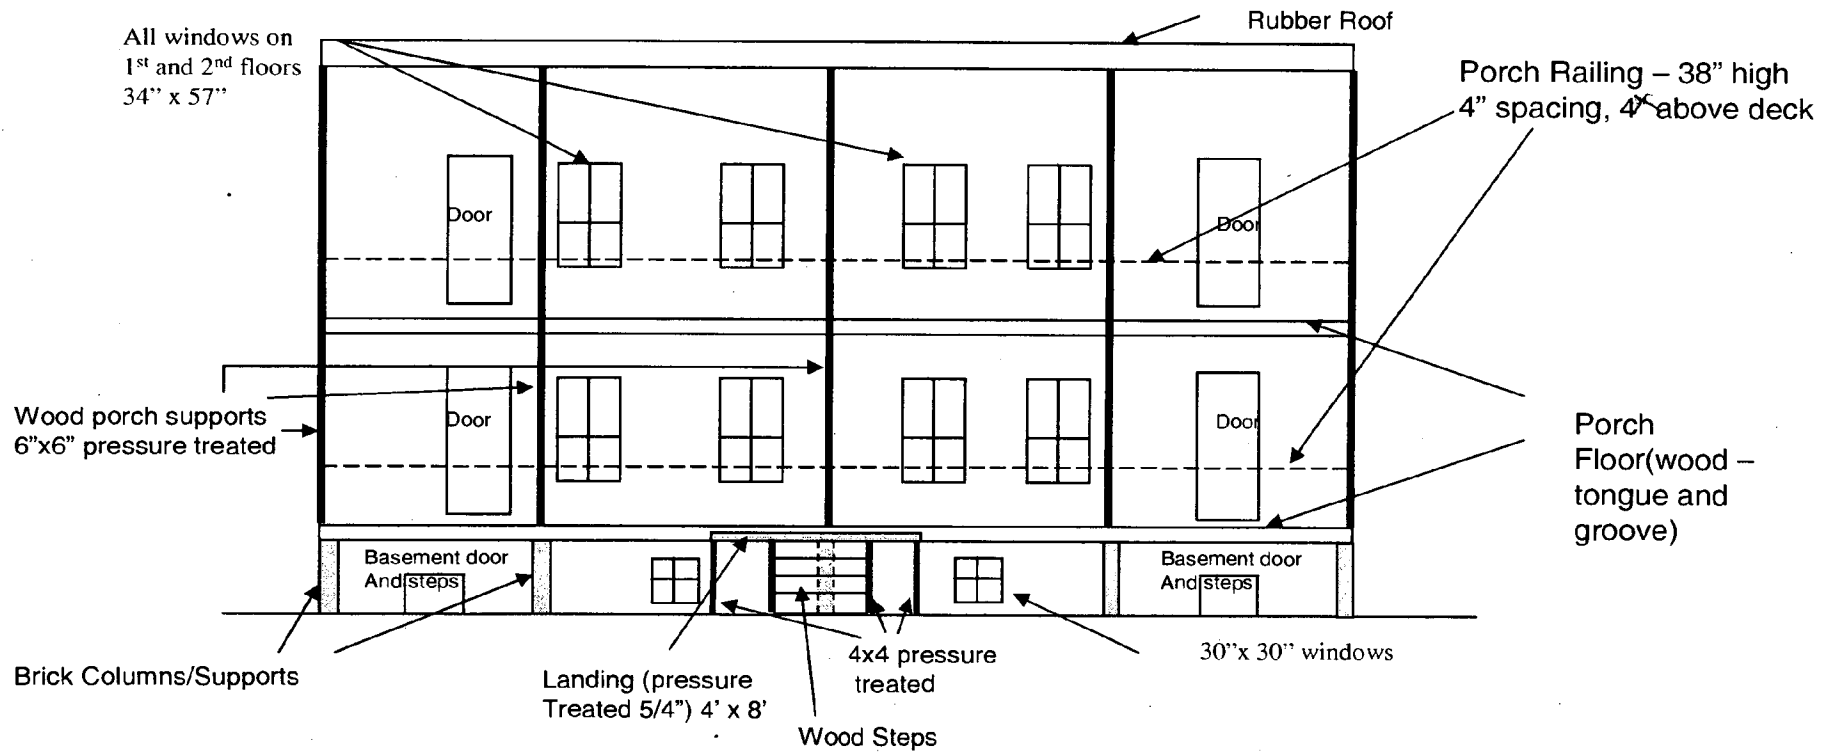 Rubber Roof
All windows on
1st and 2nd floors
34” x 57”
Porch Railing – 38” high
4” spacing, 4” above deck
Door
Door
Wood porch supports
6”x6” pressure treated
Door
Door
Porch
Floor(wood –
tongue and
groove)
Basement door
And steps
Basement door
And steps
Brick Columns/Supports
Landing (pressure
Treated 5/4”) 4’ x 8’
4x4 pressure
treated
30”x 30” windows
Wood Steps